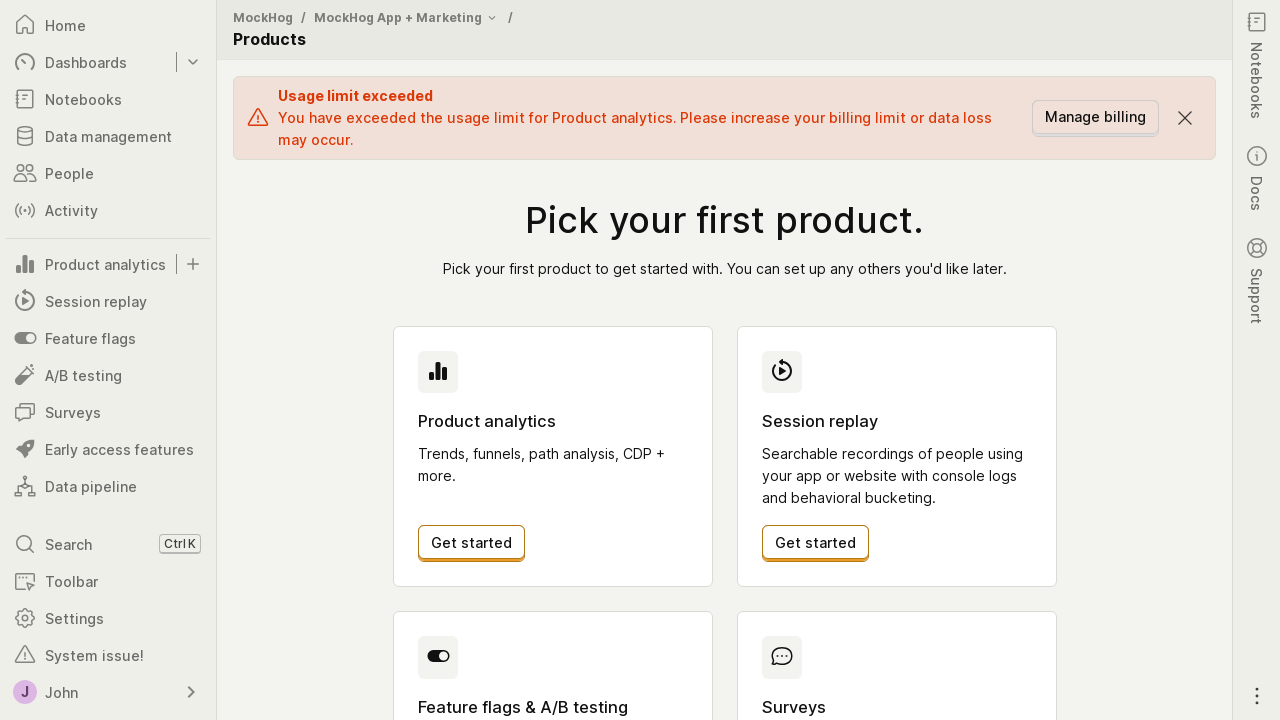 Home
Dashboards
Notebooks
Data management
People
Activity
Product analytics
Session replay
Feature flags
A/B testing
Surveys
Early access features
Data pipeline
Search Ctrl K
Toolbar
Settings
System issue!
J John
MockHog / MockHog App + Marketing /
Products
Usage limit exceeded
You have exceeded the usage limit for Product analytics. Please increase your billing limit or data loss
may occur.
Manage billing
Pick your first product.
Pick your first product to get started with. You can set up any others you'd like later.
Product analytics
Trends, funnels, path analysis, CDP +
more.
Get started
Session replay
Searchable recordings of people using
your app or website with console logs
and behavioral bucketing.
Get started
Feature flags & A/B testing
Surveys
Notebooks
Docs
Support